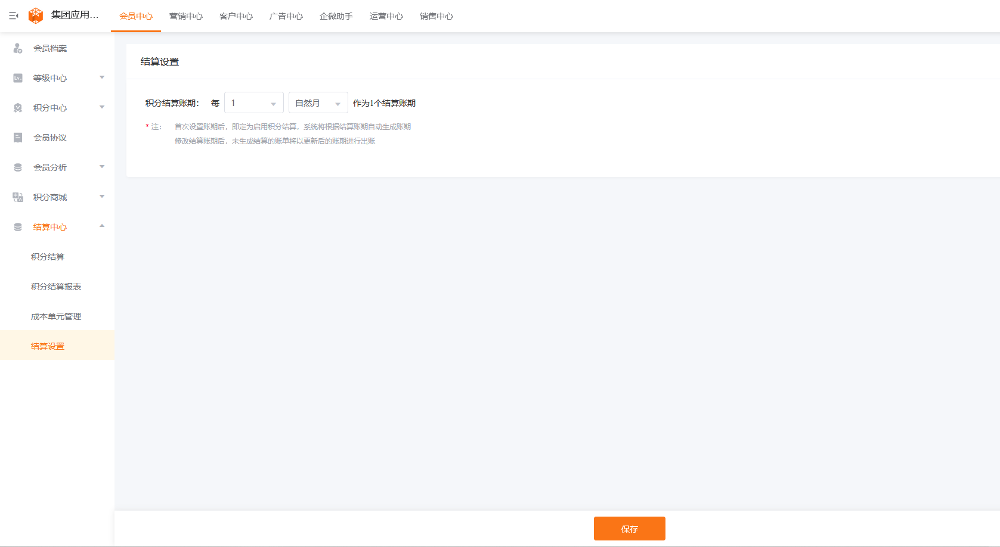 集团应用...
会员中心 营销中心 客户中心 广告中心 企微助手 运营中心 销售中心
会员档案
Lv. 等级中心
积分中心
会员协议
会员分析
积分商城
结算中心
积分结算
积分结算报表
成本单元管理
结算设置
结算设置
积分结算账期： 每 1 自然月 作为1个结算账期
* 注： 首次设置账期后，即定为启用积分结算，系统将根据结算账期自动生成账期
修改结算账期后，未生成结算的账单将以更新后的账期进行出账
保存